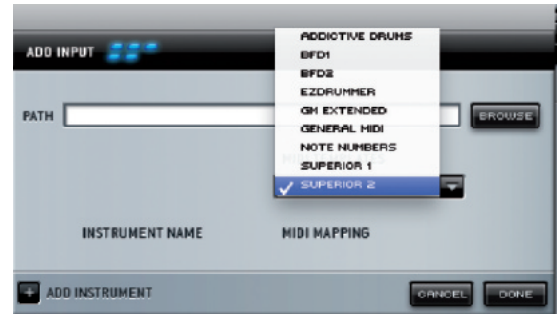 ADD INPUT
ADDICTIVE DRUMS
BFD1
BFD2
EZDRUMMER
GM EXTENDED
GENERAL MIDI
NOTE NUMBERS
SUPERIOR 1
SUPERIOR 2
PATH
BROWSE
INSTRUMENT NAME
MIDI MAPPING
ADD INSTRUMENT
CANCEL
DONE